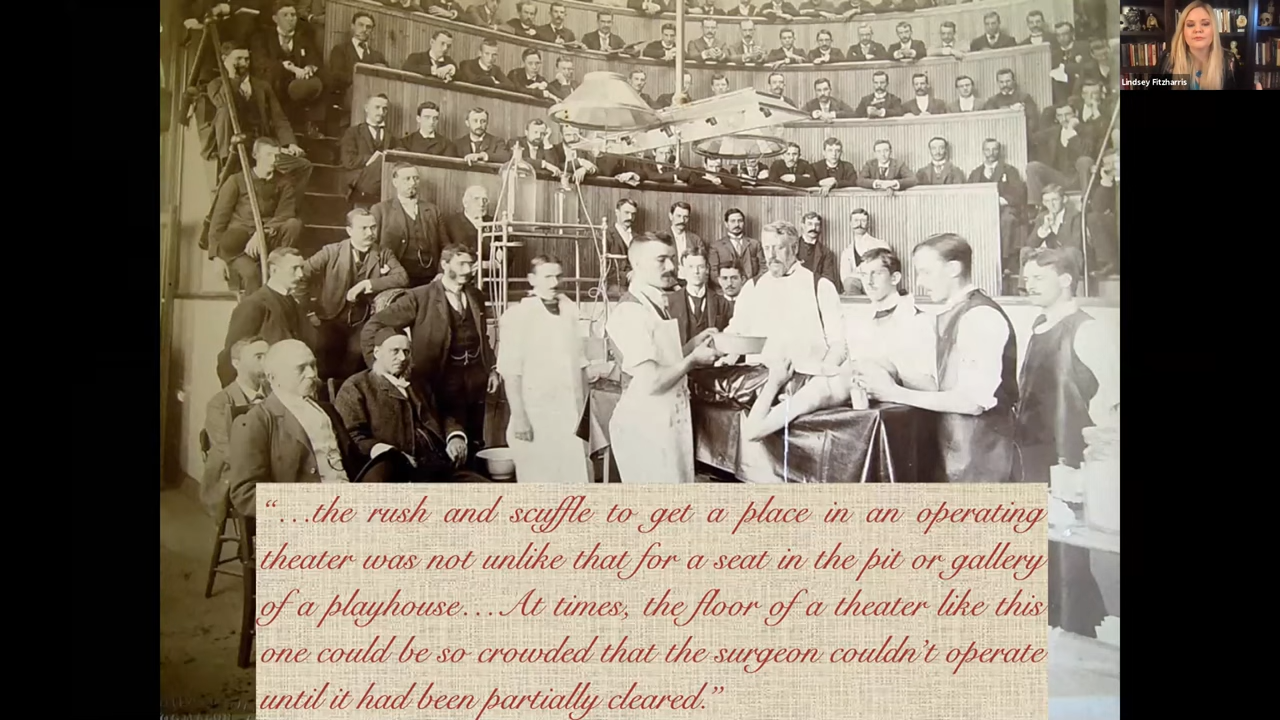 Lindsey Fitzharris
“…the rush and scuffle to get a place in an operating
theater was not unlike that for a seat in the pit or gallery
of a playhouse…At times, the floor of a theater like this
one could be so crowded that the surgeon couldn’t operate
until it had been partially cleared.”